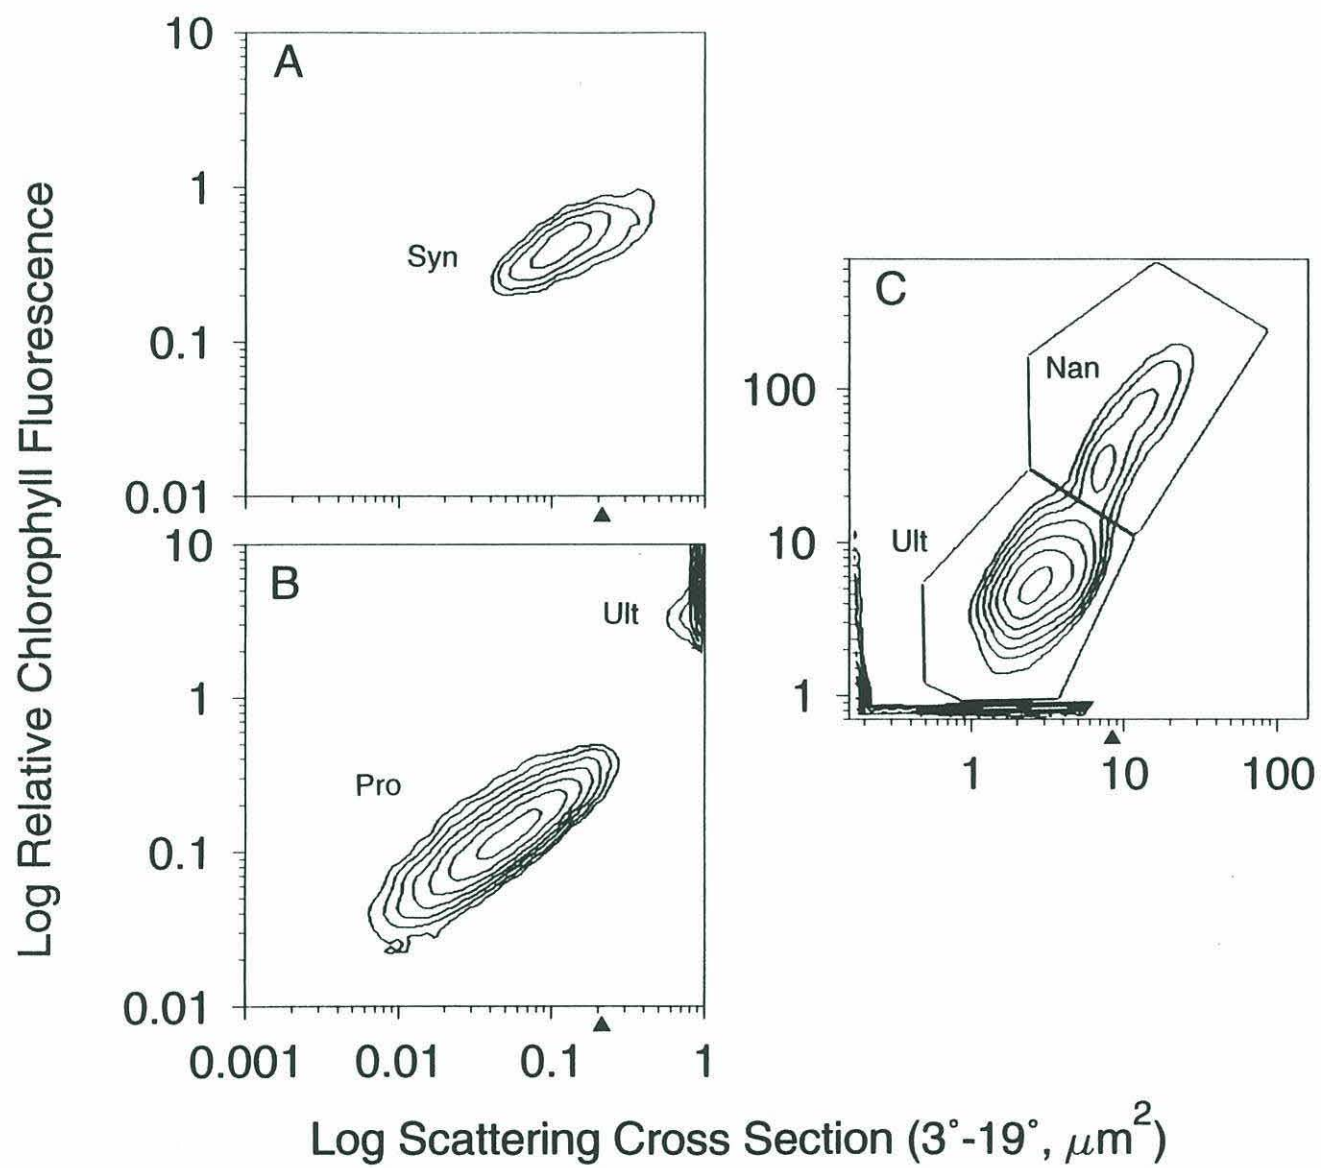 Log Relative Chlorophyll Fluorescence
10
A
1
Syn
0.1
0.01
10
B
Ult
1
Pro
0.1
0.01
0.001 0.01 0.1 1
C
Nan
100
Ult
10
1
1 10 100
Log Scattering Cross Section (3°-19°, μm²)